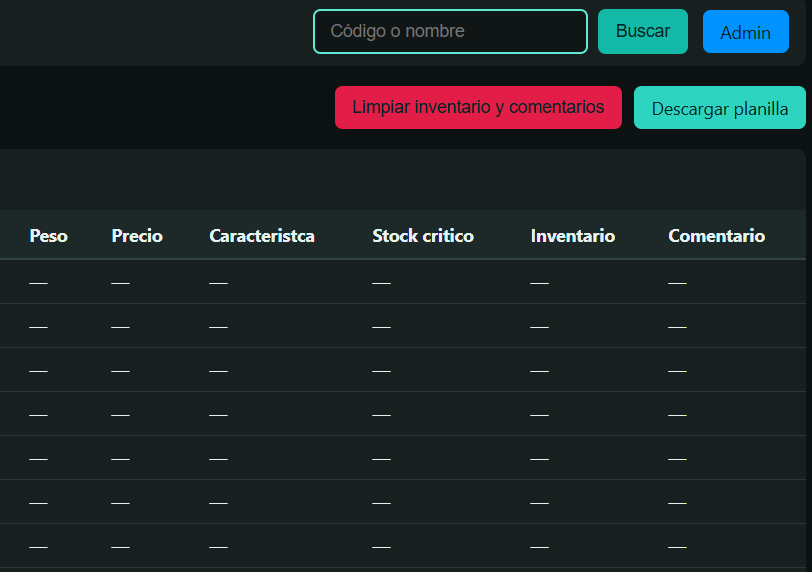 Código o nombre Buscar Admin
Limpiar inventario y comentarios Descargar planilla
Peso Precio Caracteristca Stock critico Inventario Comentario
— — — — — —
— — — — — —
— — — — — —
— — — — — —
— — — — — —
— — — — — —
— — — — — —